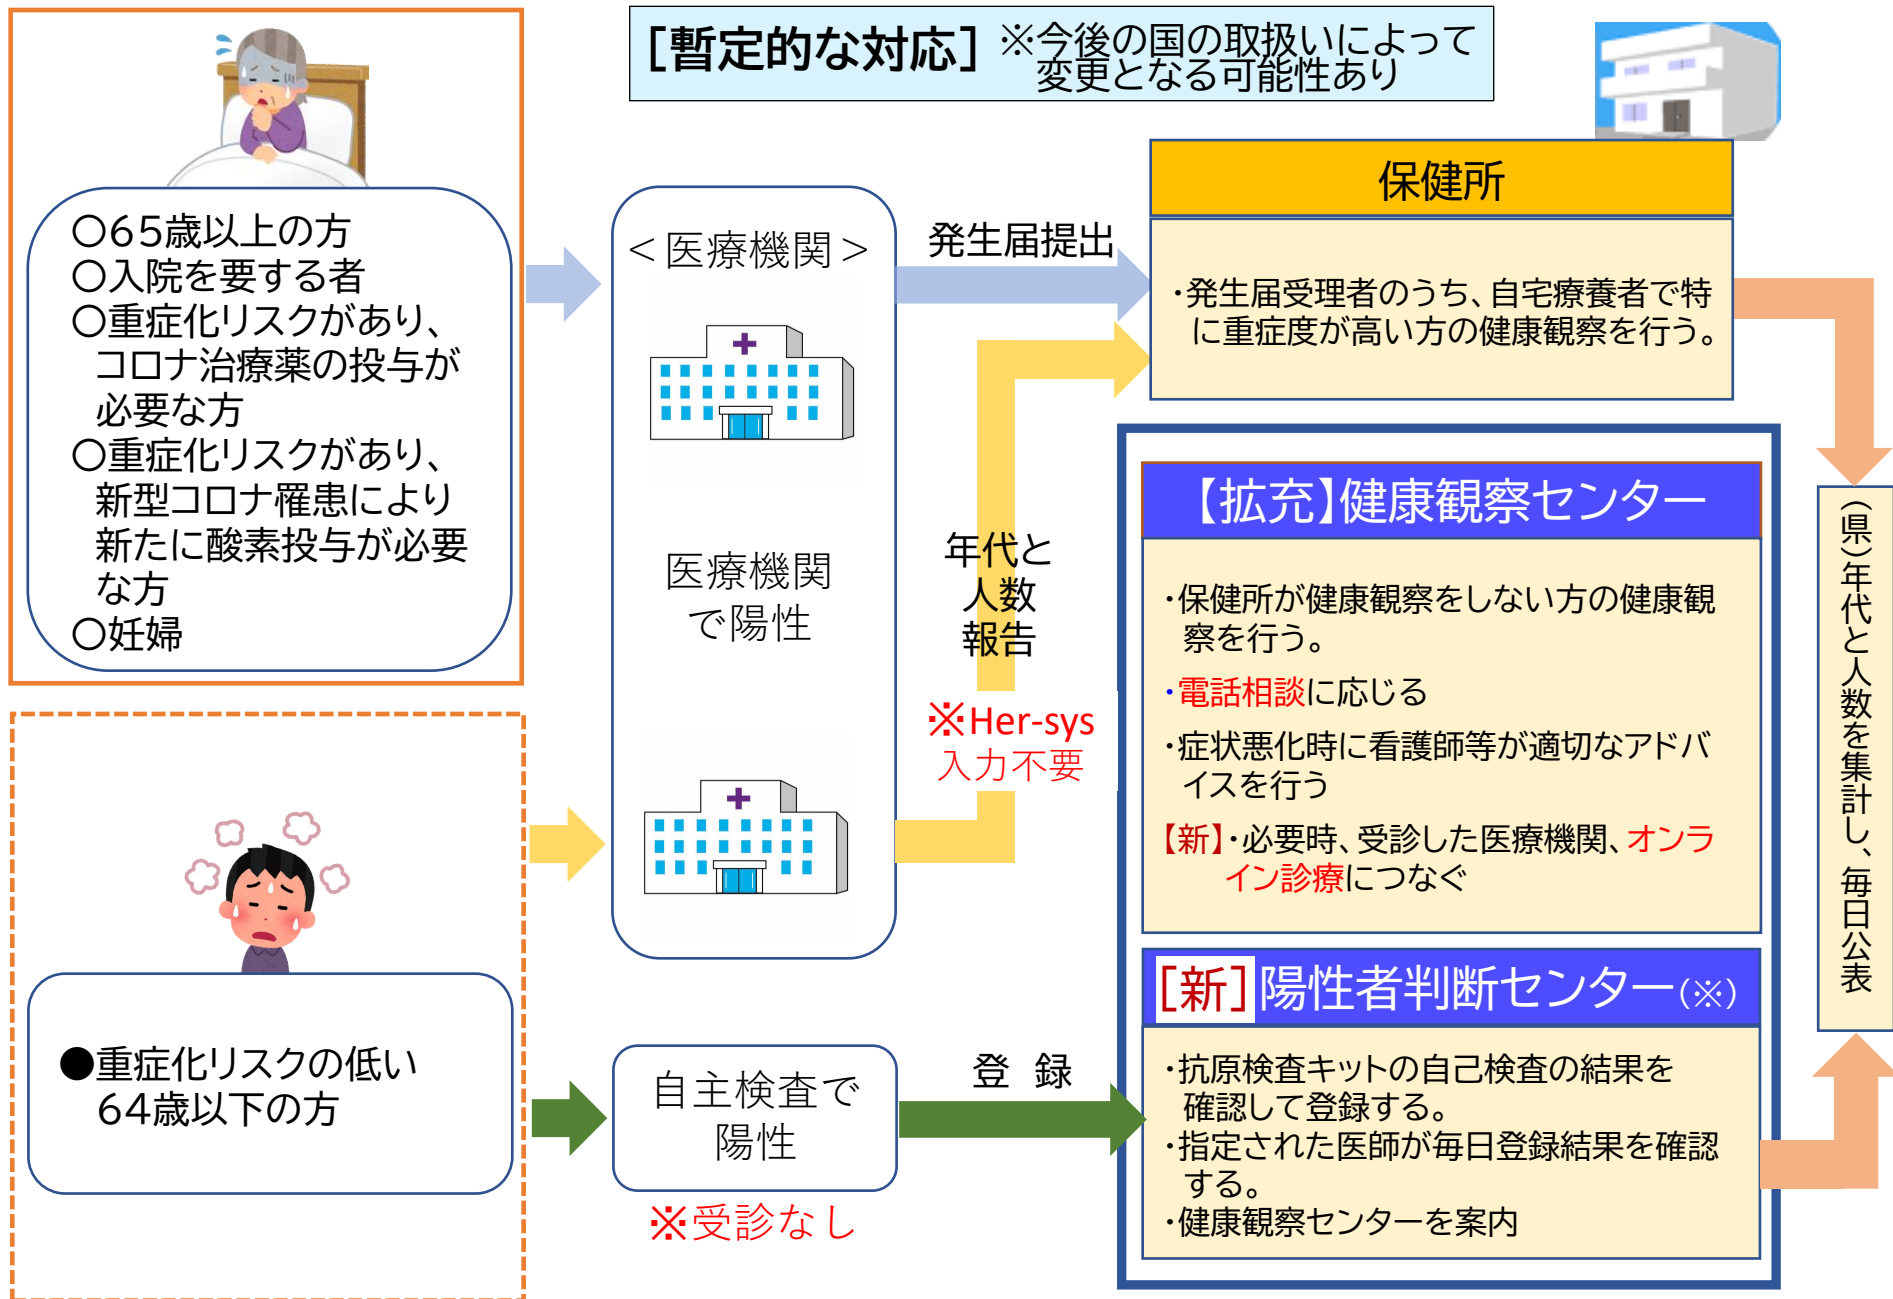 [暫定的な対応] ※今後の国の取扱いによって
変更となる可能性あり
○65歳以上の方
○入院を要する者
○重症化リスクがあり、
コロナ治療薬の投与が
必要な方
○重症化リスクがあり、
新型コロナ罹患により
新たに酸素投与が必要
な方
○妊婦
●重症化リスクの低い
64歳以下の方
<医療機関>
医療機関
で陽性
自主検査で
陽性
※受診なし
発生届提出
年代と
人数
報告
※Her-sys
入力不要
登 録
保健所
・発生届受理者のうち、自宅療養者で特
に重症度が高い方の健康観察を行う。
【拡充】健康観察センター
・保健所が健康観察をしない方の健康観
察を行う。
・電話相談に応じる
・症状悪化時に看護師等が適切なアドバ
イスを行う
【新】・必要時、受診した医療機関、オンラ
イン診療につなぐ
[新]陽性者判断センター(※)
・抗原検査キットの自己検査の結果を
確認して登録する。
・指定された医師が毎日登録結果を確認
する。
・健康観察センターを案内
(県)年代と人数を集計し、毎日公表